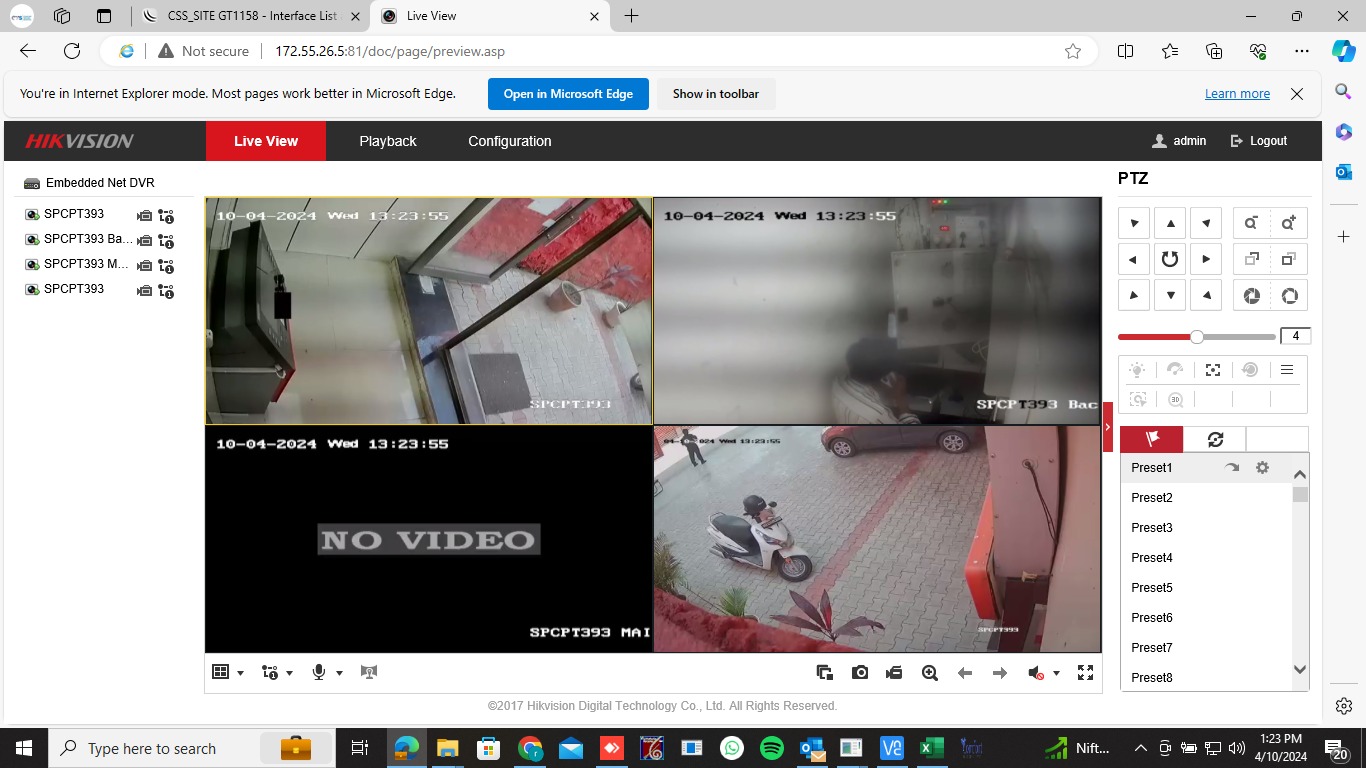 CSS_SITE GT1158 - Interface List
Live View
Not secure
172.55.26.5:81/doc/page/preview.asp
You're in Internet Explorer mode. Most pages work better in Microsoft Edge.
Open in Microsoft Edge
Show in toolbar
Learn more
HIKVISION
Live View
Playback
Configuration
admin
Logout
Embedded Net DVR
SPCPT393
SPCPT393 Ba...
SPCPT393 M...
SPCPT393
10-04-2024 Wed 13:23:55
SPCPT393
10-04-2024 Wed 13:23:55
SPCPT393 Bac
10-04-2024 Wed 13:23:55
NO VIDEO
SPCPT393 MAI
04-10-2024 Wed 13:23:55
SPCPT393
PTZ
4
3D
Preset1
Preset2
Preset3
Preset4
Preset5
Preset6
Preset7
Preset8
©2017 Hikvision Digital Technology Co., Ltd. All Rights Reserved.
Type here to search
Nift...
1:23 PM
4/10/2024
20